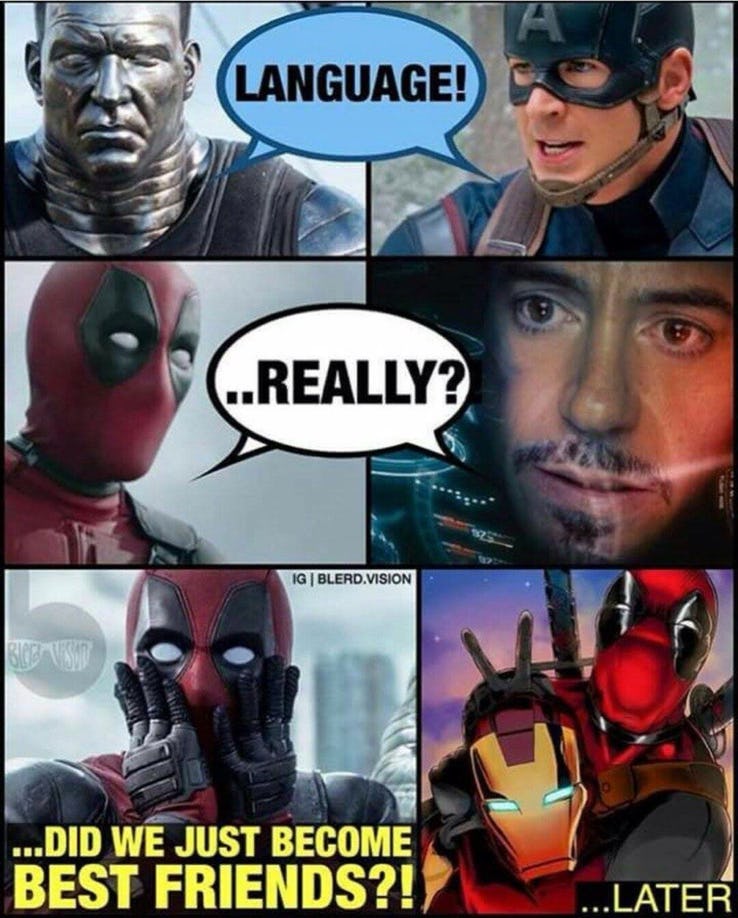 A
LANGUAGE!
..REALLY?
IG | BLERD.VISION
...DID WE JUST BECOME
BEST FRIENDS?!
...LATER